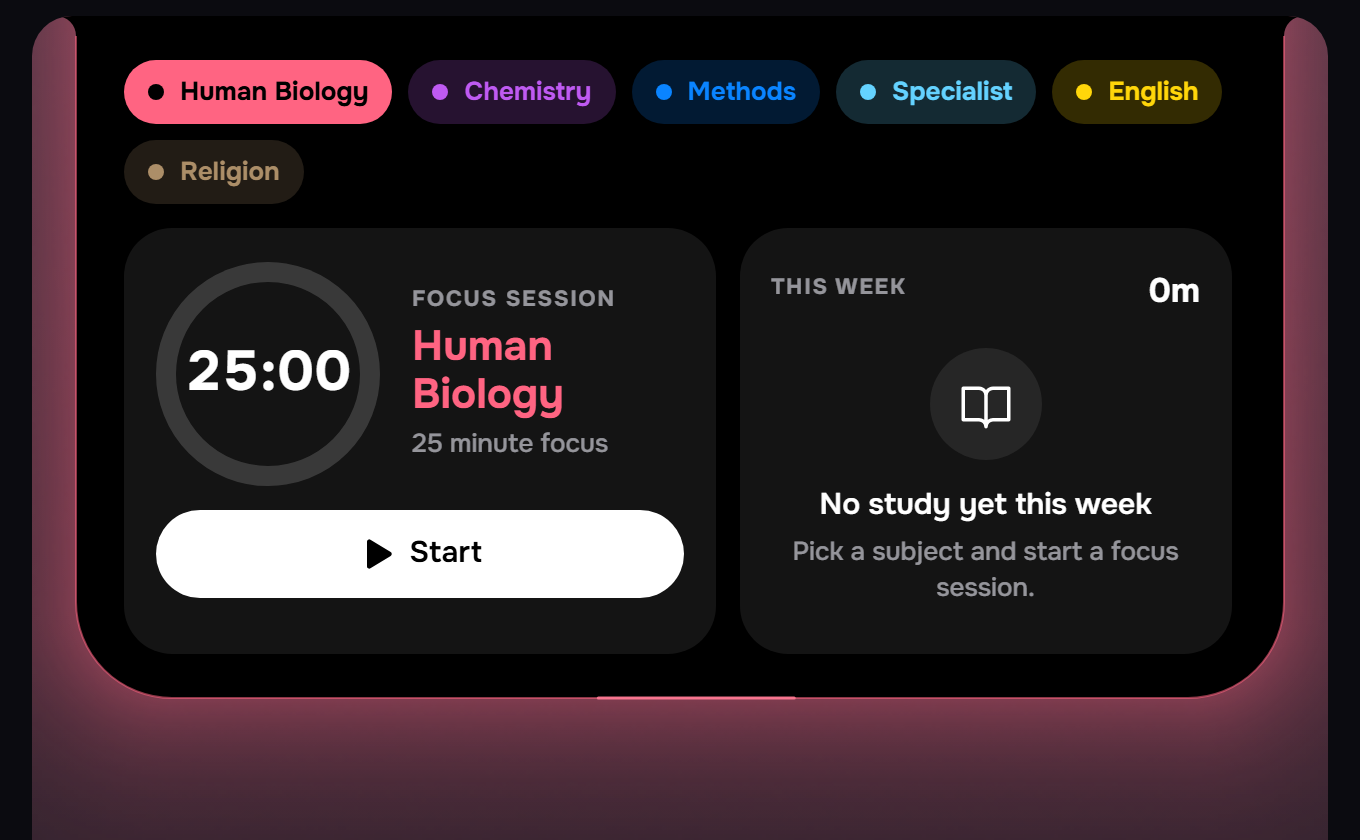 Human Biology
Chemistry
Methods
Specialist
English
Religion
25:00
FOCUS SESSION
Human
Biology
25 minute focus
Start
THIS WEEK
0m
No study yet this week
Pick a subject and start a focus
session.